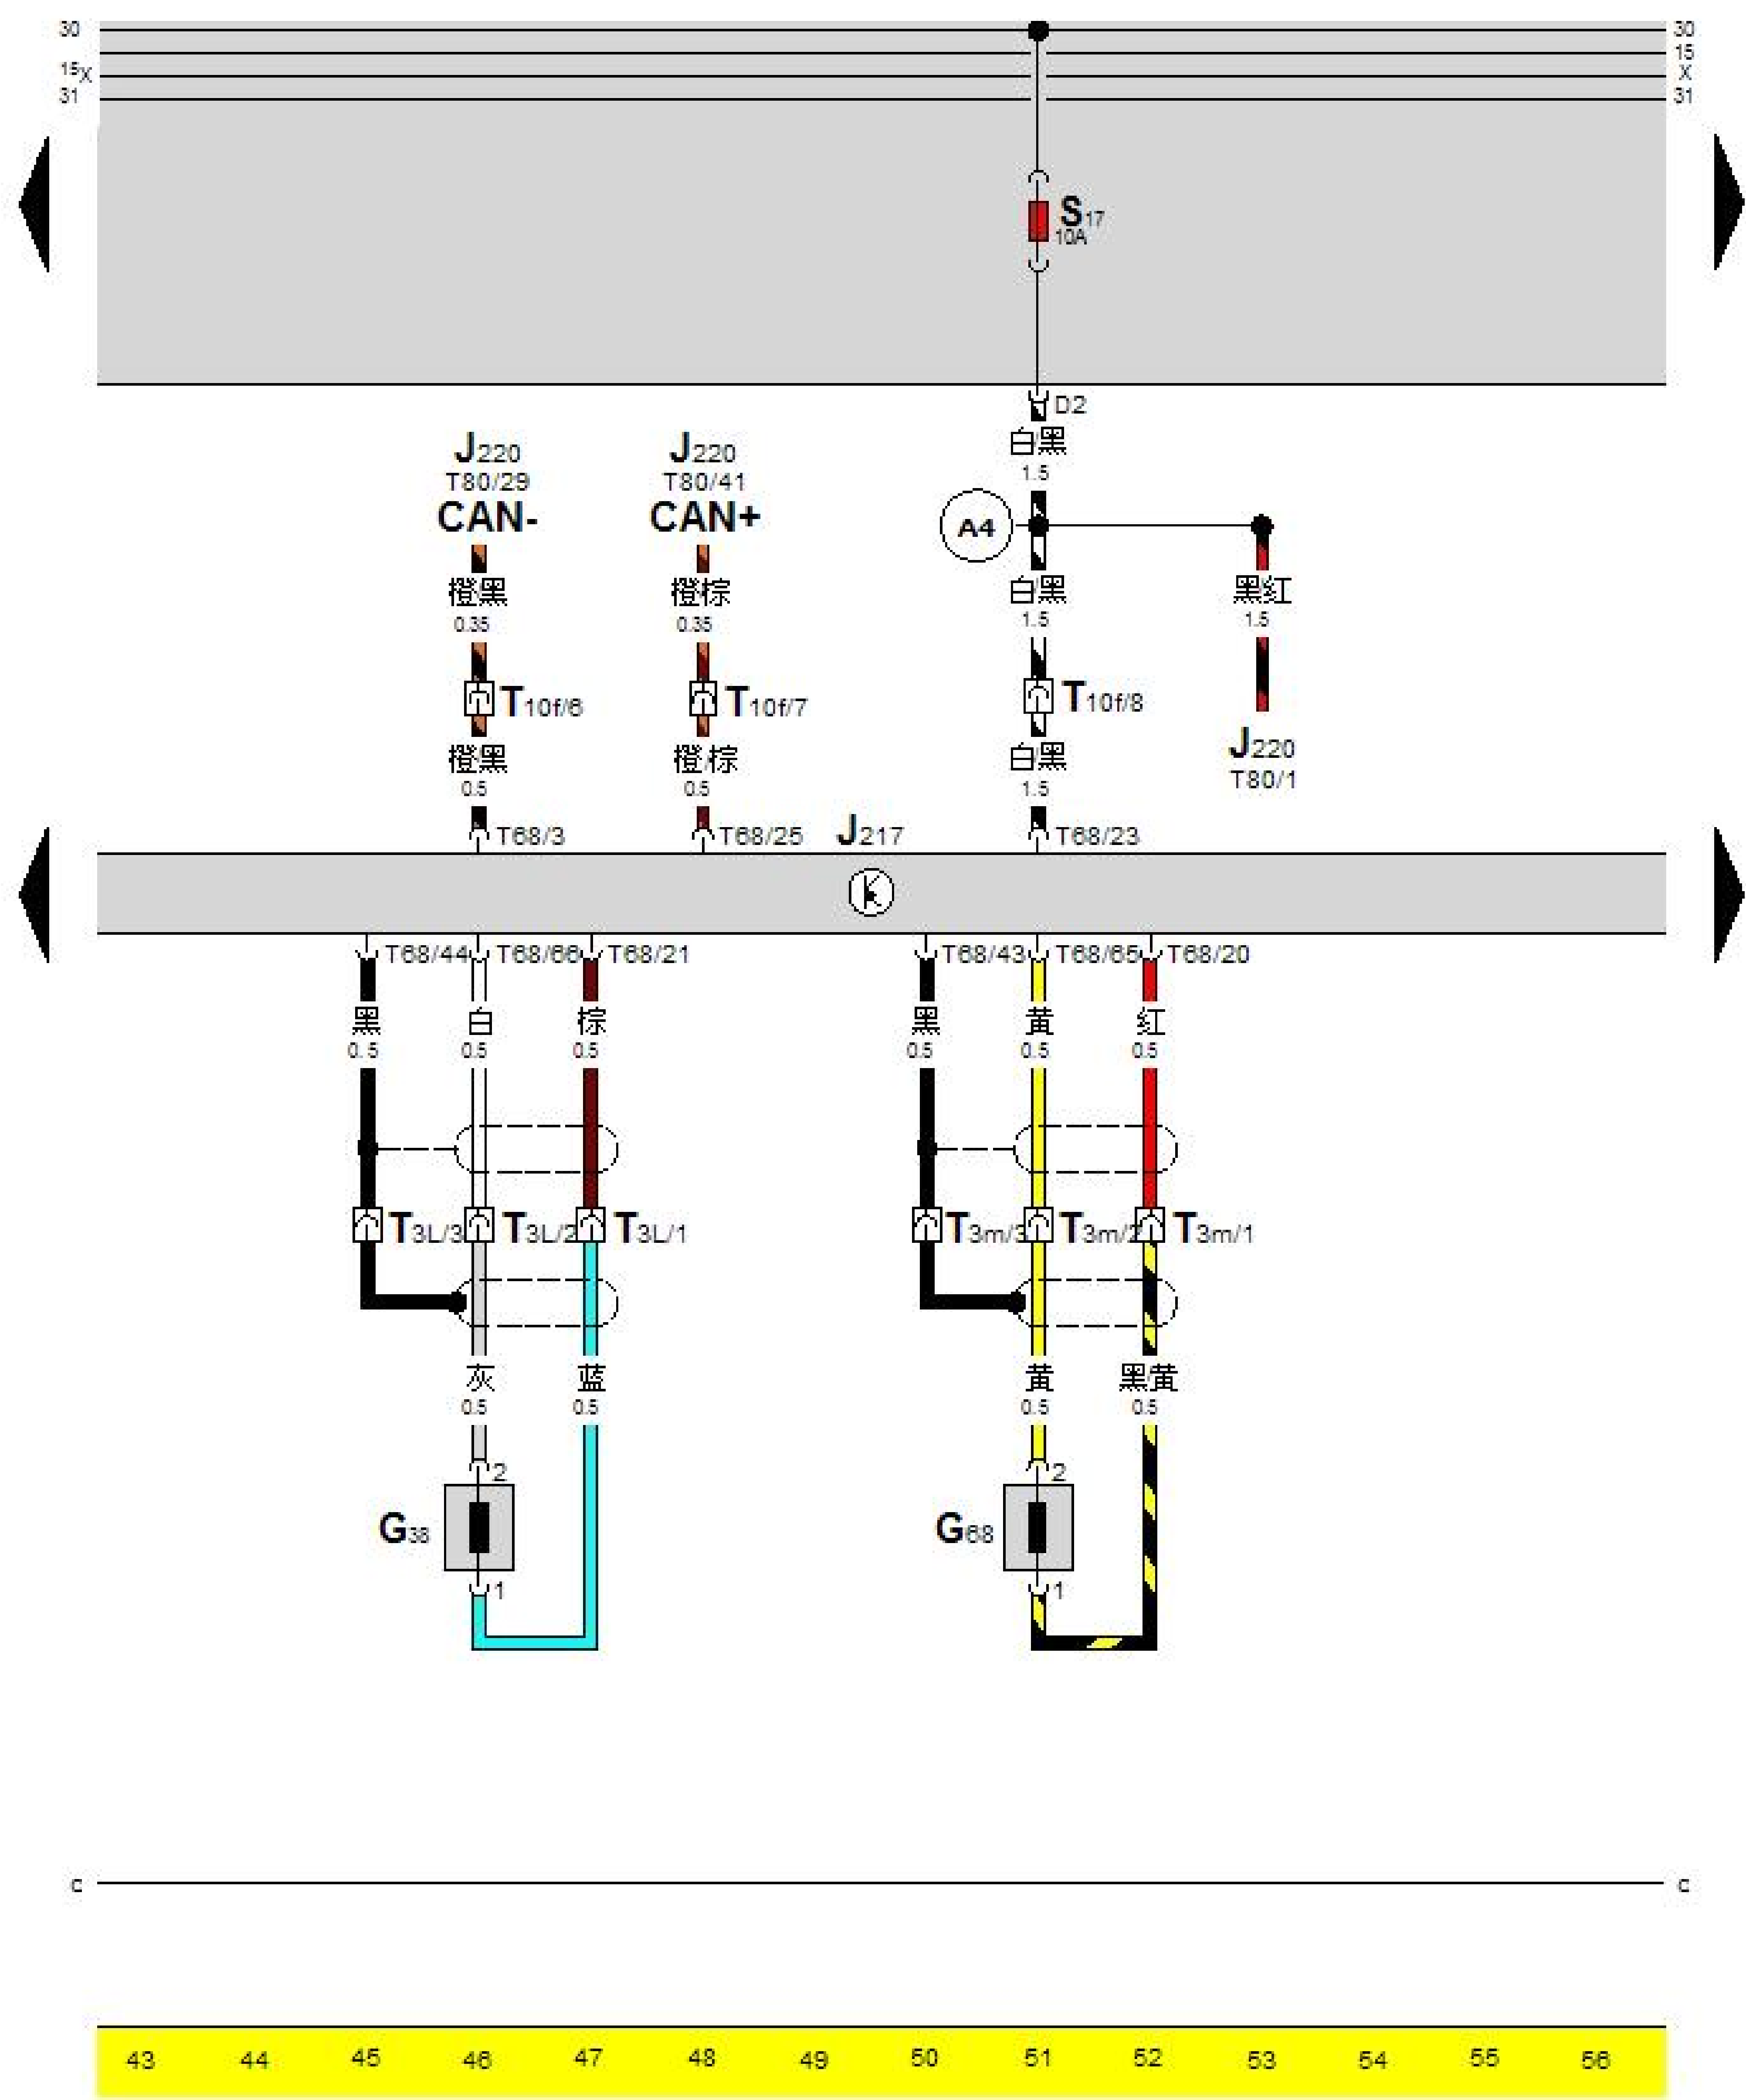 30 30
15 15
X X
31 31
S17
10A
D2
白/黑
1.5
J220 J220
T80/29 T80/41
CAN- CAN+
A4
橙/黑 橙/棕 白/黑 黑/红
0.35 0.35 1.5 1.5
T10f/6 T10f/7 T10f/8
J220
T80/1
橙/黑 橙/棕 白/黑
0.5 0.5 1.5
T68/3 T68/25 J217 T68/23
T68/44 T68/66 T68/21 T68/43 T68/65 T68/20
黑 白 棕 黑 黄 红
0.5 0.5 0.5 0.5 0.5 0.5
T3L/3 T3L/2 T3L/1 T3m/3 T3m/2 T3m/1
灰 蓝 黄 黑/黄
0.5 0.5 0.5 0.5
2 2
G38 G68
1 1
c c
43 44 45 46 47 48 49 50 51 52 53 54 55 56